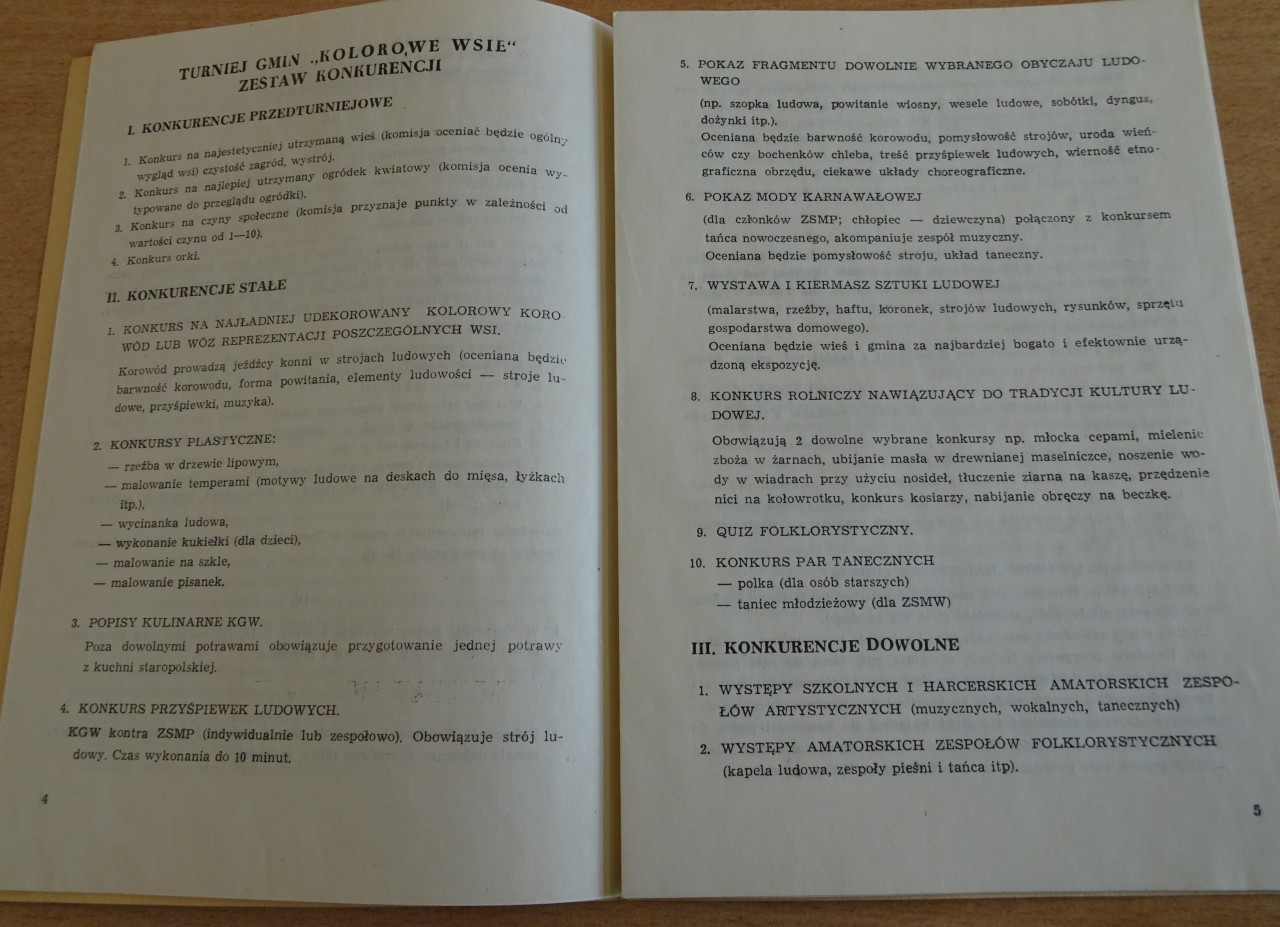 TURNIEJ GMIN „KOLOROWE WSIE"
ZESTAW KONKURENCJI
I. KONKURENCJE PRZEDTURNIEJOWE
1. Konkurs na najestetyczniej utrzymaną wieś (komisja oceniać będzie ogólny
wygląd wsi) czystość zagród, wystrój.
2. Konkurs na najlepiej utrzymany ogródek kwiatowy (komisja ocenia wy-
typowane do przeglądu ogródki).
3. Konkurs na czyny społeczne (komisja przyznaje punkty w zależności od
wartości czynu od 1—10).
4. Konkurs orki.
II. KONKURENCJE STAŁE
1. KONKURS NA NAJŁADNIEJ UDEKOROWANY KOLOROWY KORO
WÓD LUB WÓZ REPREZENTACJI POSZCZEGÓLNYCH WSI.
Korowód prowadzą jeźdźcy konni w strojach ludowych (oceniana będzie
barwność korowodu, forma powitania, elementy ludowości — stroje lu-
dowe, przyśpiewki, muzyka).
2. KONKURSY PLASTYCZNE:
— rzeźba w drzewie lipowym,
— malowanie temperami (motywy ludowe na deskach do mięsa, łyżkach
itp.),
— wycinanka ludowa,
— wykonanie kukiełki (dla dzieci),
— malowanie na szkle,
— malowanie pisanek.
3. POPISY KULINARNE KGW.
Poza dowolnymi potrawami obowiązuje przygotowanie jednej potrawy
z kuchni staropolskiej.
4. KONKURS PRZYŚPIEWEK LUDOWYCH.
KGW kontra ZSMP (indywidualnie lub zespołowo). Obowiązuje strój lu-
dowy. Czas wykonania do 10 minut.
4
5. POKAZ FRAGMENTU DOWOLNIE WYBRANEGO OBYCZAJU LUDO-
WEGO
(np. szopka ludowa, powitanie wiosny, wesele ludowe, sobótki, dyngus,
dożynki itp.).
Oceniana będzie barwność korowodu, pomysłowość strojów, uroda wień-
ców czy bochenków chleba, treść przyśpiewek ludowych, wierność etno-
graficzna obrzędu, ciekawe układy choreograficzne.
6. POKAZ MODY KARNAWAŁOWEJ
(dla członków ZSMP; chłopiec — dziewczyna) połączony z konkursem
tańca nowoczesnego, akompaniuje zespół muzyczny.
Oceniana będzie pomysłowość stroju, układ taneczny.
7. WYSTAWA I KIERMASZ SZTUKI LUDOWEJ
(malarstwa, rzeźby, haftu, koronek, strojów ludowych, rysunków, sprzętu
gospodarstwa domowego).
Oceniana będzie wieś i gmina za najbardziej bogato i efektownie urzą-
dzoną ekspozycję.
8. KONKURS ROLNICZY NAWIĄZUJĄCY DO TRADYCJI KULTURY LU-
DOWEJ.
Obowiązują 2 dowolne wybrane konkursy np. młocka cepami, mielenie
zboża w żarnach, ubijanie masła w drewnianej maselniczce, noszenie wo-
dy w wiadrach przy użyciu nosideł, tłuczenie ziarna na kaszę, przędzenie
nici na kołowrotku, konkurs kosiarzy, nabijanie obręczy na beczkę.
9. QUIZ FOLKLORYSTYCZNY.
10. KONKURS PAR TANECZNYCH
— polka (dla osób starszych)
— taniec młodzieżowy (dla ZSMW)
III. KONKURENCJE DOWOLNE
1. WYSTĘPY SZKOLNYCH I HARCERSKICH AMATORSKICH ZESPO-
ŁÓW ARTYSTYCZNYCH (muzycznych, wokalnych, tanecznych)
2. WYSTĘPY AMATORSKICH ZESPOŁÓW FOLKLORYSTYCZNYCH
(kapela ludowa, zespoły pieśni i tańca itp).
5